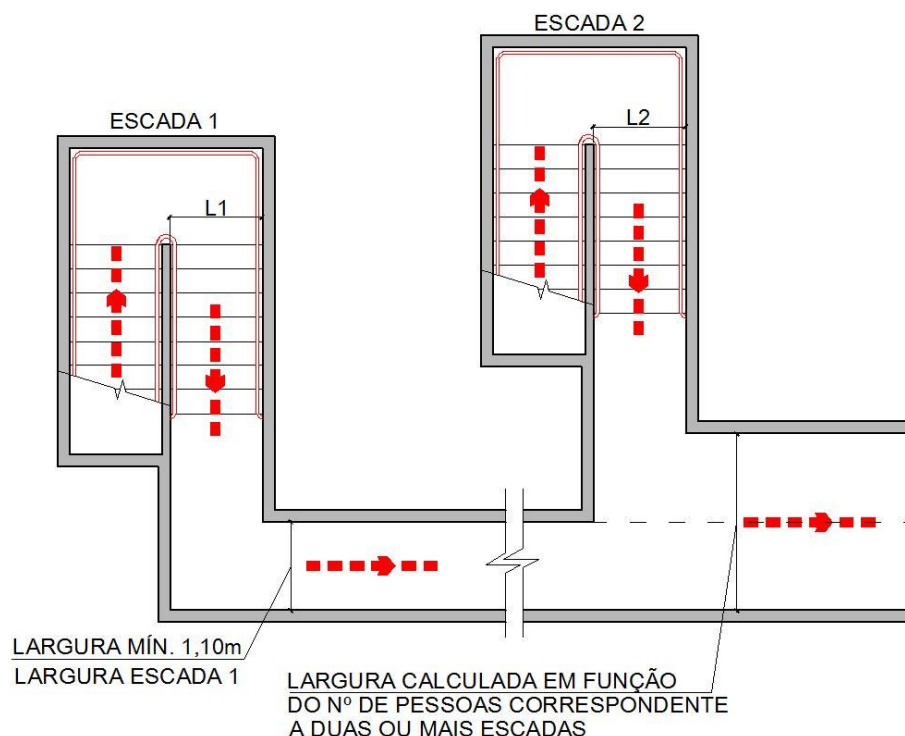 ESCADA 2
ESCADA 1
L2
L1
LARGURA MÍN. 1,10m
LARGURA ESCADA 1
LARGURA CALCULADA EM FUNÇÃO
DO Nº DE PESSOAS CORRESPONDENTE
A DUAS OU MAIS ESCADAS